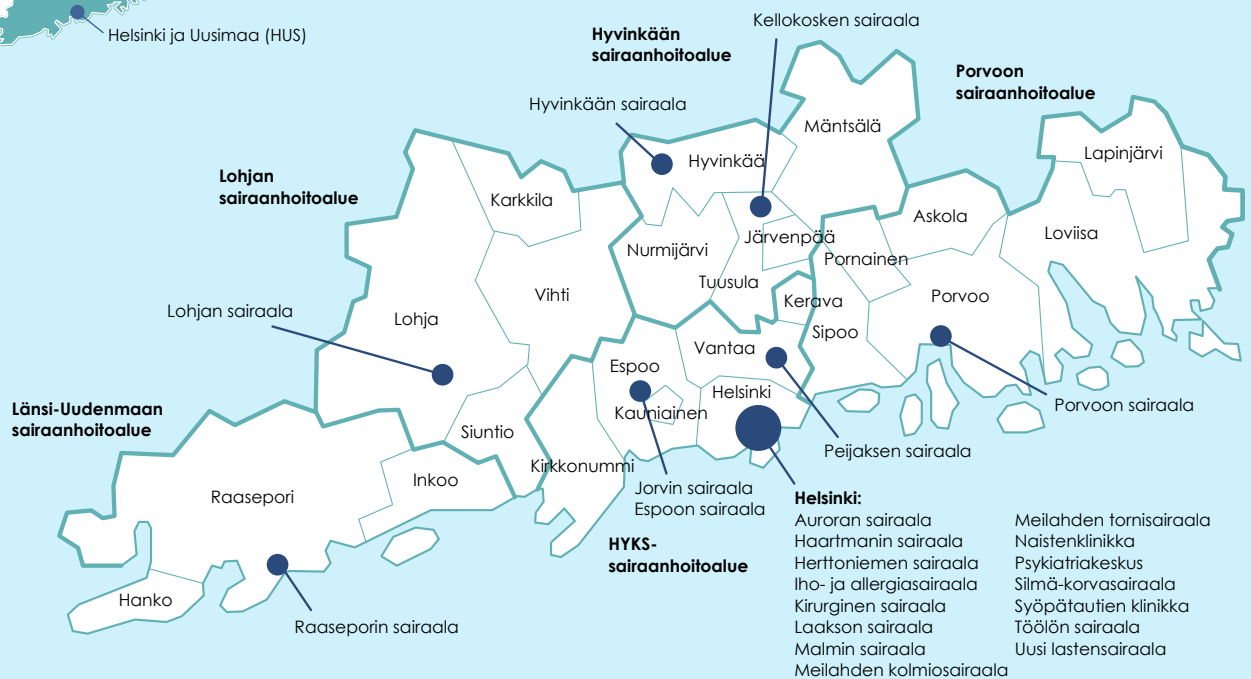 Helsinki ja Uusimaa (HUS)
Kellokosken sairaala
Hyvinkään
sairaanhoitoalue
Porvoon
sairaanhoitoalue
Hyvinkään sairaala
Mäntsälä
Lapinjärvi
Hyvinkää
Lohjan
sairaanhoitoalue
Karkkila
Askola
Loviisa
Järvenpää
Nurmijärvi
Pornainen
Tuusula
Vihti
Kerava
Porvoo
Lohjan sairaala
Lohja
Sipoo
Vantaa
Espoo
Helsinki
Kauniainen
Porvoon sairaala
Länsi-Uudenmaan
sairaanhoitoalue
Siuntio
Peijaksen sairaala
Kirkkonummi
Inkoo
Raasepori
Jorvin sairaala
Espoon sairaala
HYKS-
sairaanhoitoalue
Hanko
Raaseporin sairaala
Helsinki:
Auroran sairaala
Haartmanin sairaala
Herttoniemen sairaala
Iho- ja allergiasairaala
Kirurginen sairaala
Laakson sairaala
Malmin sairaala
Meilahden kolmiosairaala
Meilahden tornisairaala
Naistenklinikka
Psykiatriakeskus
Silmä-korvasairaala
Syöpätautien klinikka
Töölön sairaala
Uusi lastensairaala